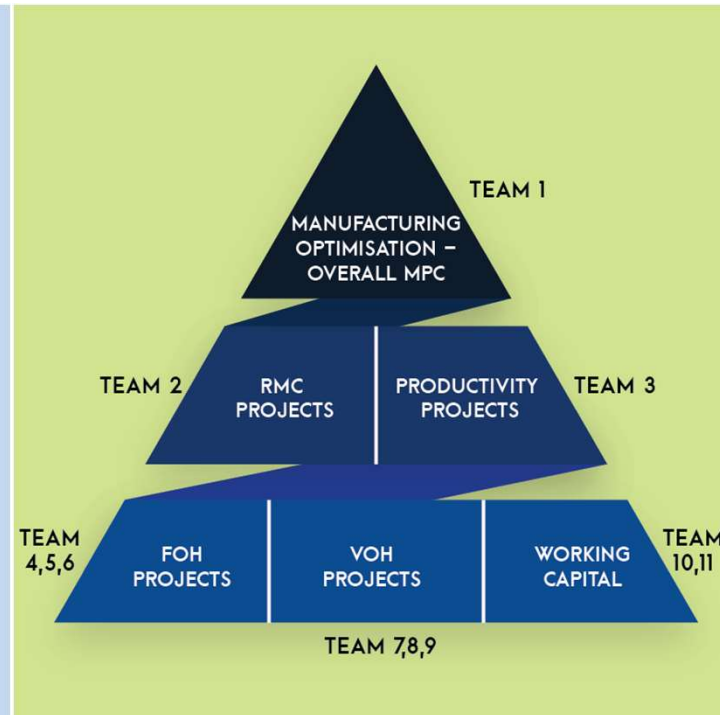 TEAM 1
MANUFACTURING
OPTIMISATION –
OVERALL MPC
TEAM 2
RMC
PROJECTS
PRODUCTIVITY
PROJECTS
TEAM 3
TEAM
4,5,6
FOH
PROJECTS
VOH
PROJECTS
WORKING
CAPITAL
TEAM
10,11
TEAM 7,8,9